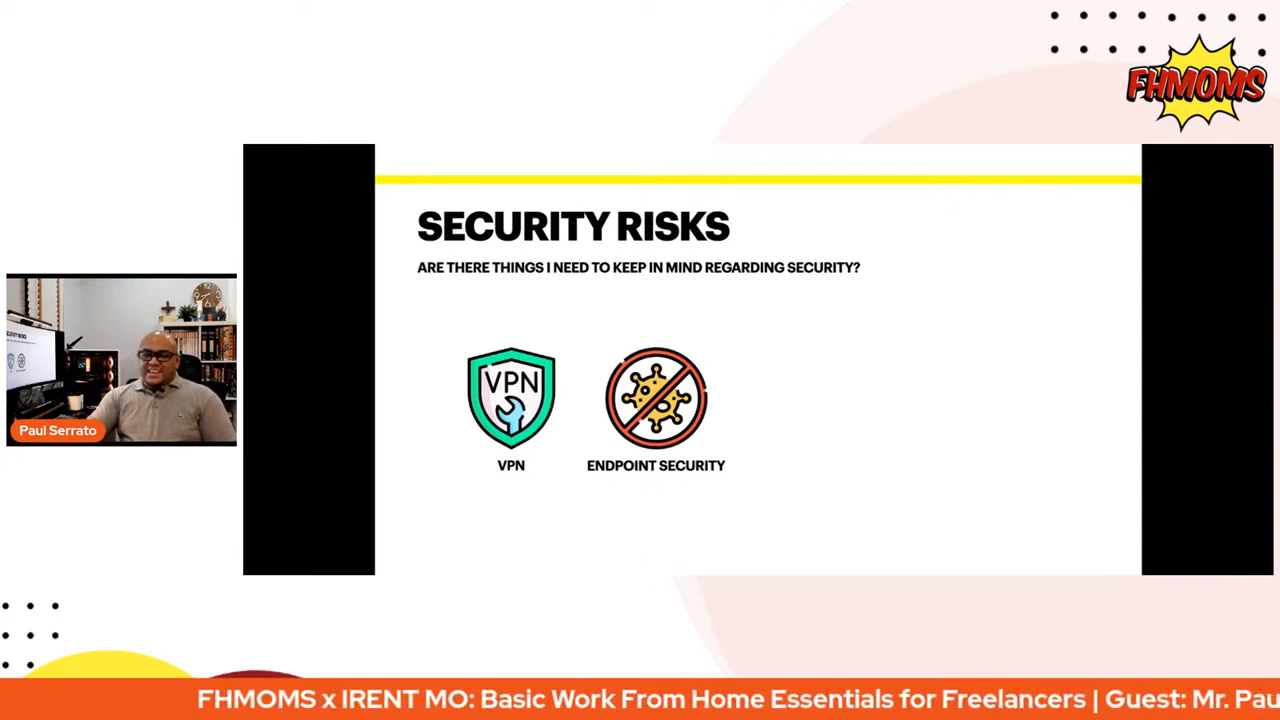 FHMOMS
SECURITY RISKS
ARE THERE THINGS I NEED TO KEEP IN MIND REGARDING SECURITY?
VPN
VPN
ENDPOINT SECURITY
Paul Serrato
FHMOMS x IRENT MO: Basic Work From Home Essentials for Freelancers | Guest: Mr. Pau